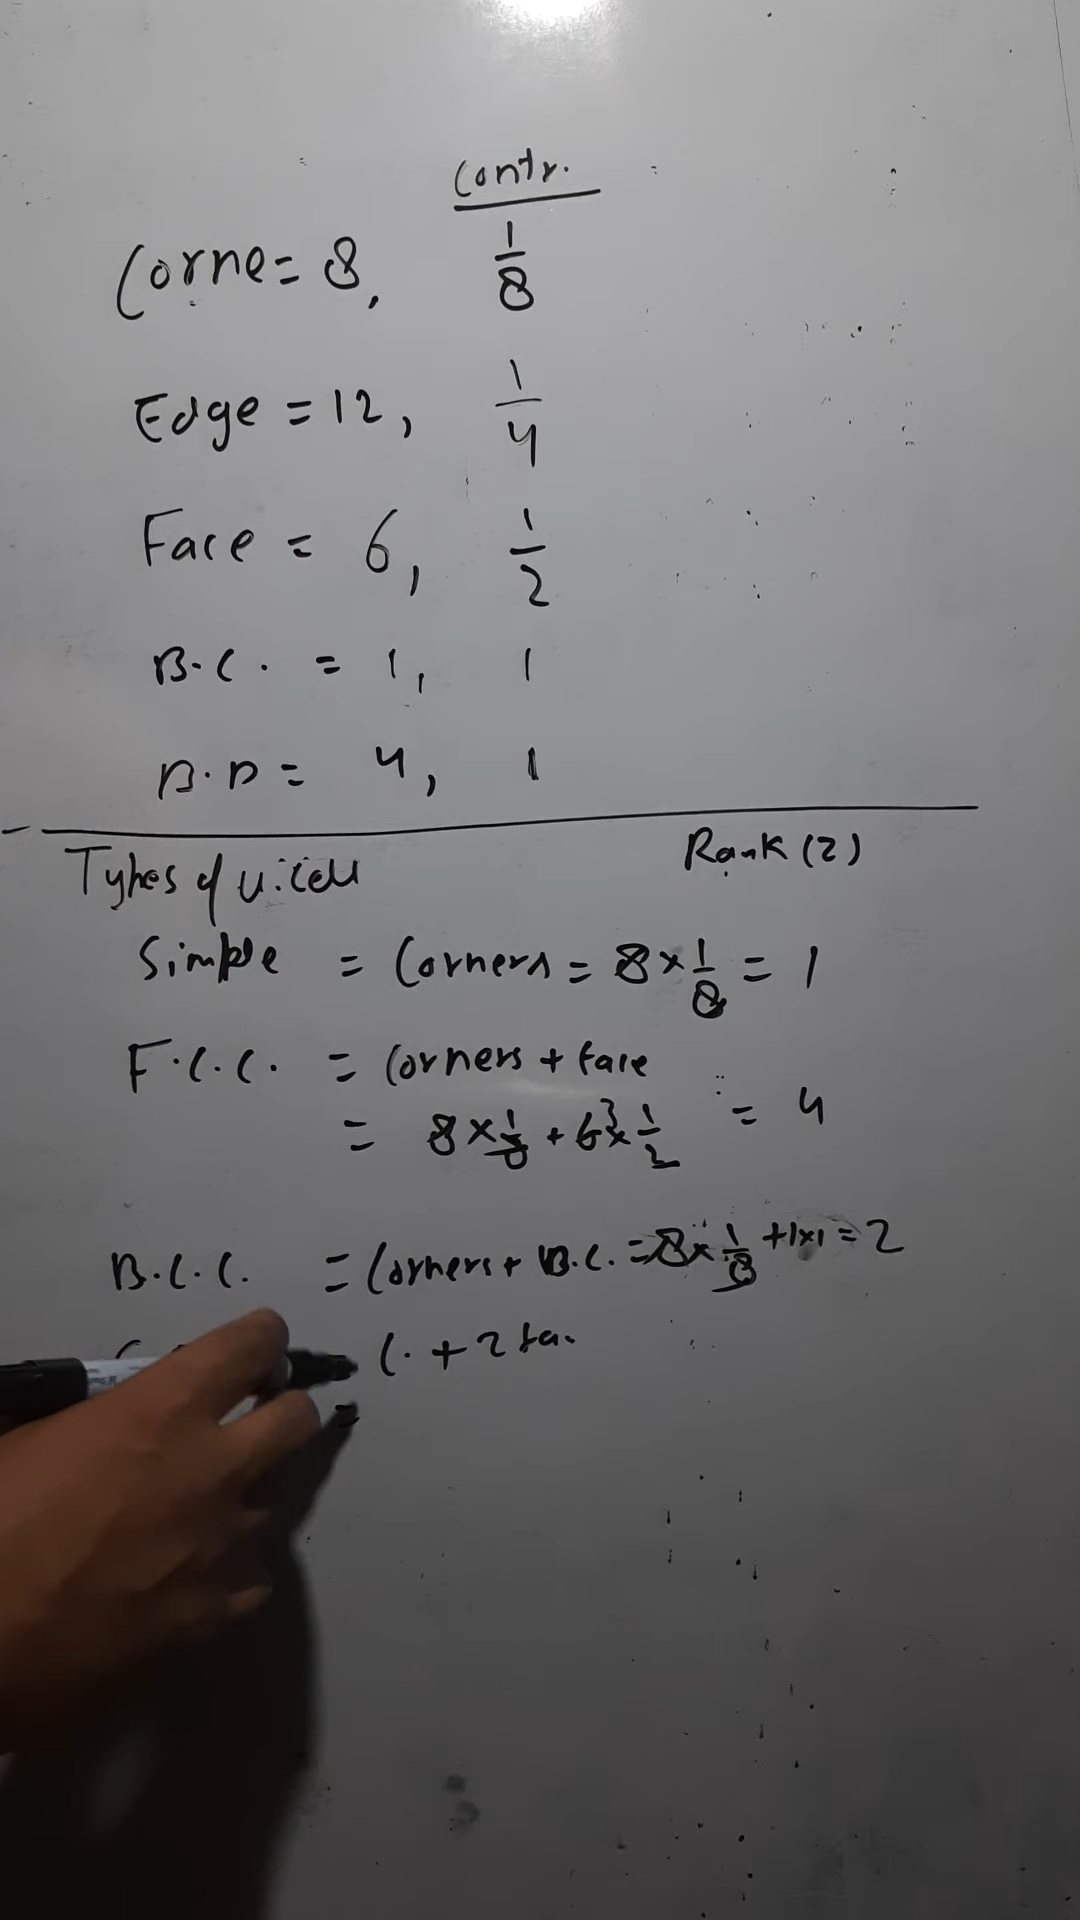 Contr.
Corne = 8, 1/8
Edge = 12, 1/4
Face = 6, 1/2
B.C. = 1, 1
B.D = 4, 1
Types of u.cell Rank (Z)
Simple = Corners = 8 × 1/8 = 1
F.C.C. = Corners + face
= 8 × 1/8 + 6 3 × 1/2 = 4
B.C.C. = Corners + B.C. = 8 × 1/8 + 1×1 = 2
= C. + 2 fa.
=